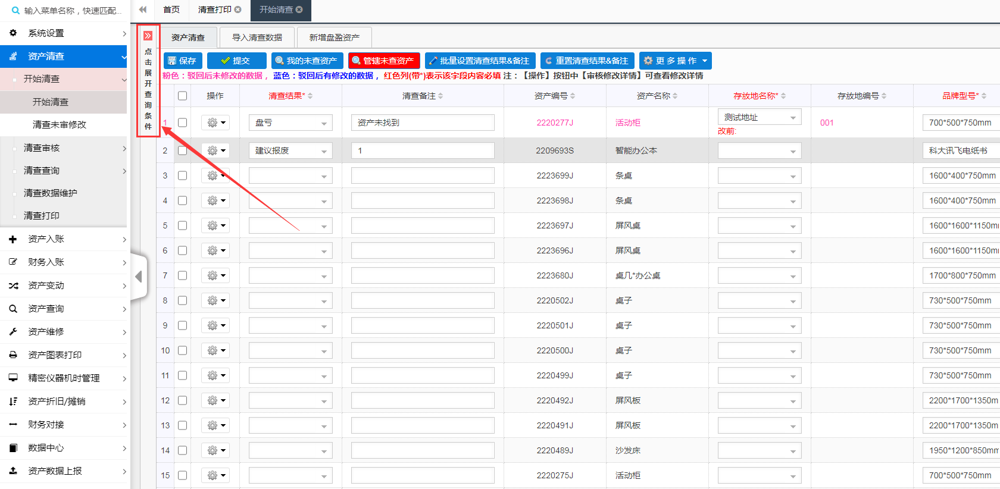 输入菜单名称，快速匹配...
系统设置
资产清查
开始清查
开始清查
清查未审修改
清查审核
清查查询
清查数据维护
清查打印
资产入账
财务入账
资产变动
资产查询
资产维修
资产图表打印
精密仪器机时管理
资产折旧/摊销
财务对接
数据中心
资产数据上报
首页 清查打印 开始清查
点击展开查询条件
资产清查 导入清查数据 新增盘盈资产
保存 提交 我的未查资产 管辖未查资产 批量设置清查结果&备注 重置清查结果&备注 更多操作
粉色：驳回后未修改的数据， 蓝色：驳回后有修改的数据， 红色列(带*)表示该字段内容必填 注：【操作】按钮中【审核修改详情】可查看修改详情
操作 清查结果* 清查备注 资产编号 资产名称 存放地名称* 存放地编号 品牌型号*
1 盘亏 资产未找到 2220277J 活动柜 测试地址 001 700*500*750mm
改前:
2 建议报废 1 2209693S 智能办公本 科大讯飞电纸书
3 2223699J 条桌 1600*400*750mm
4 2223698J 条桌 1600*400*750mm
5 2223697J 屏风桌 1600*1600*1150m
6 2223696J 屏风桌 1600*1600*1150m
7 2223680J 桌几*办公桌 1700*800*750mm
8 2220502J 桌子 730*500*750mm
9 2220501J 桌子 730*500*750mm
10 2220500J 桌子 730*500*750mm
11 2220499J 桌子 730*500*750mm
12 2220492J 屏风板 2200*1700*1350m
13 2220491J 屏风板 2200*1700*1350m
14 2220489J 沙发床 1950*1200*850mm
15 2220275J 活动柜 700*500*750mm